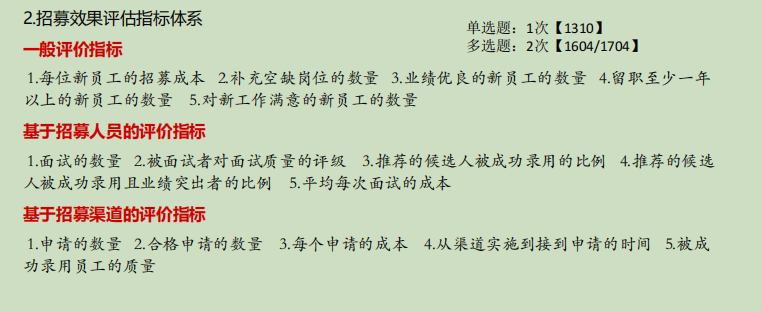 2.招募效果评估指标体系
单选题：1次【1310】
多选题：2次【1604/1704】
一般评价指标
1.每位新员工的招募成本 2.补充空缺岗位的数量 3.业绩优良的新员工的数量 4.留职至少一年
以上的新员工的数量 5.对新工作满意的新员工的数量
基于招募人员的评价指标
1.面试的数量 2.被面试者对面试质量的评级 3.推荐的候选人被成功录用的比例 4.推荐的候选
人被成功录用且业绩突出者的比例 5.平均每次面试的成本
基于招募渠道的评价指标
1.申请的数量 2.合格申请的数量 3.每个申请的成本 4.从渠道实施到接到申请的时间 5.被成
功录用员工的质量